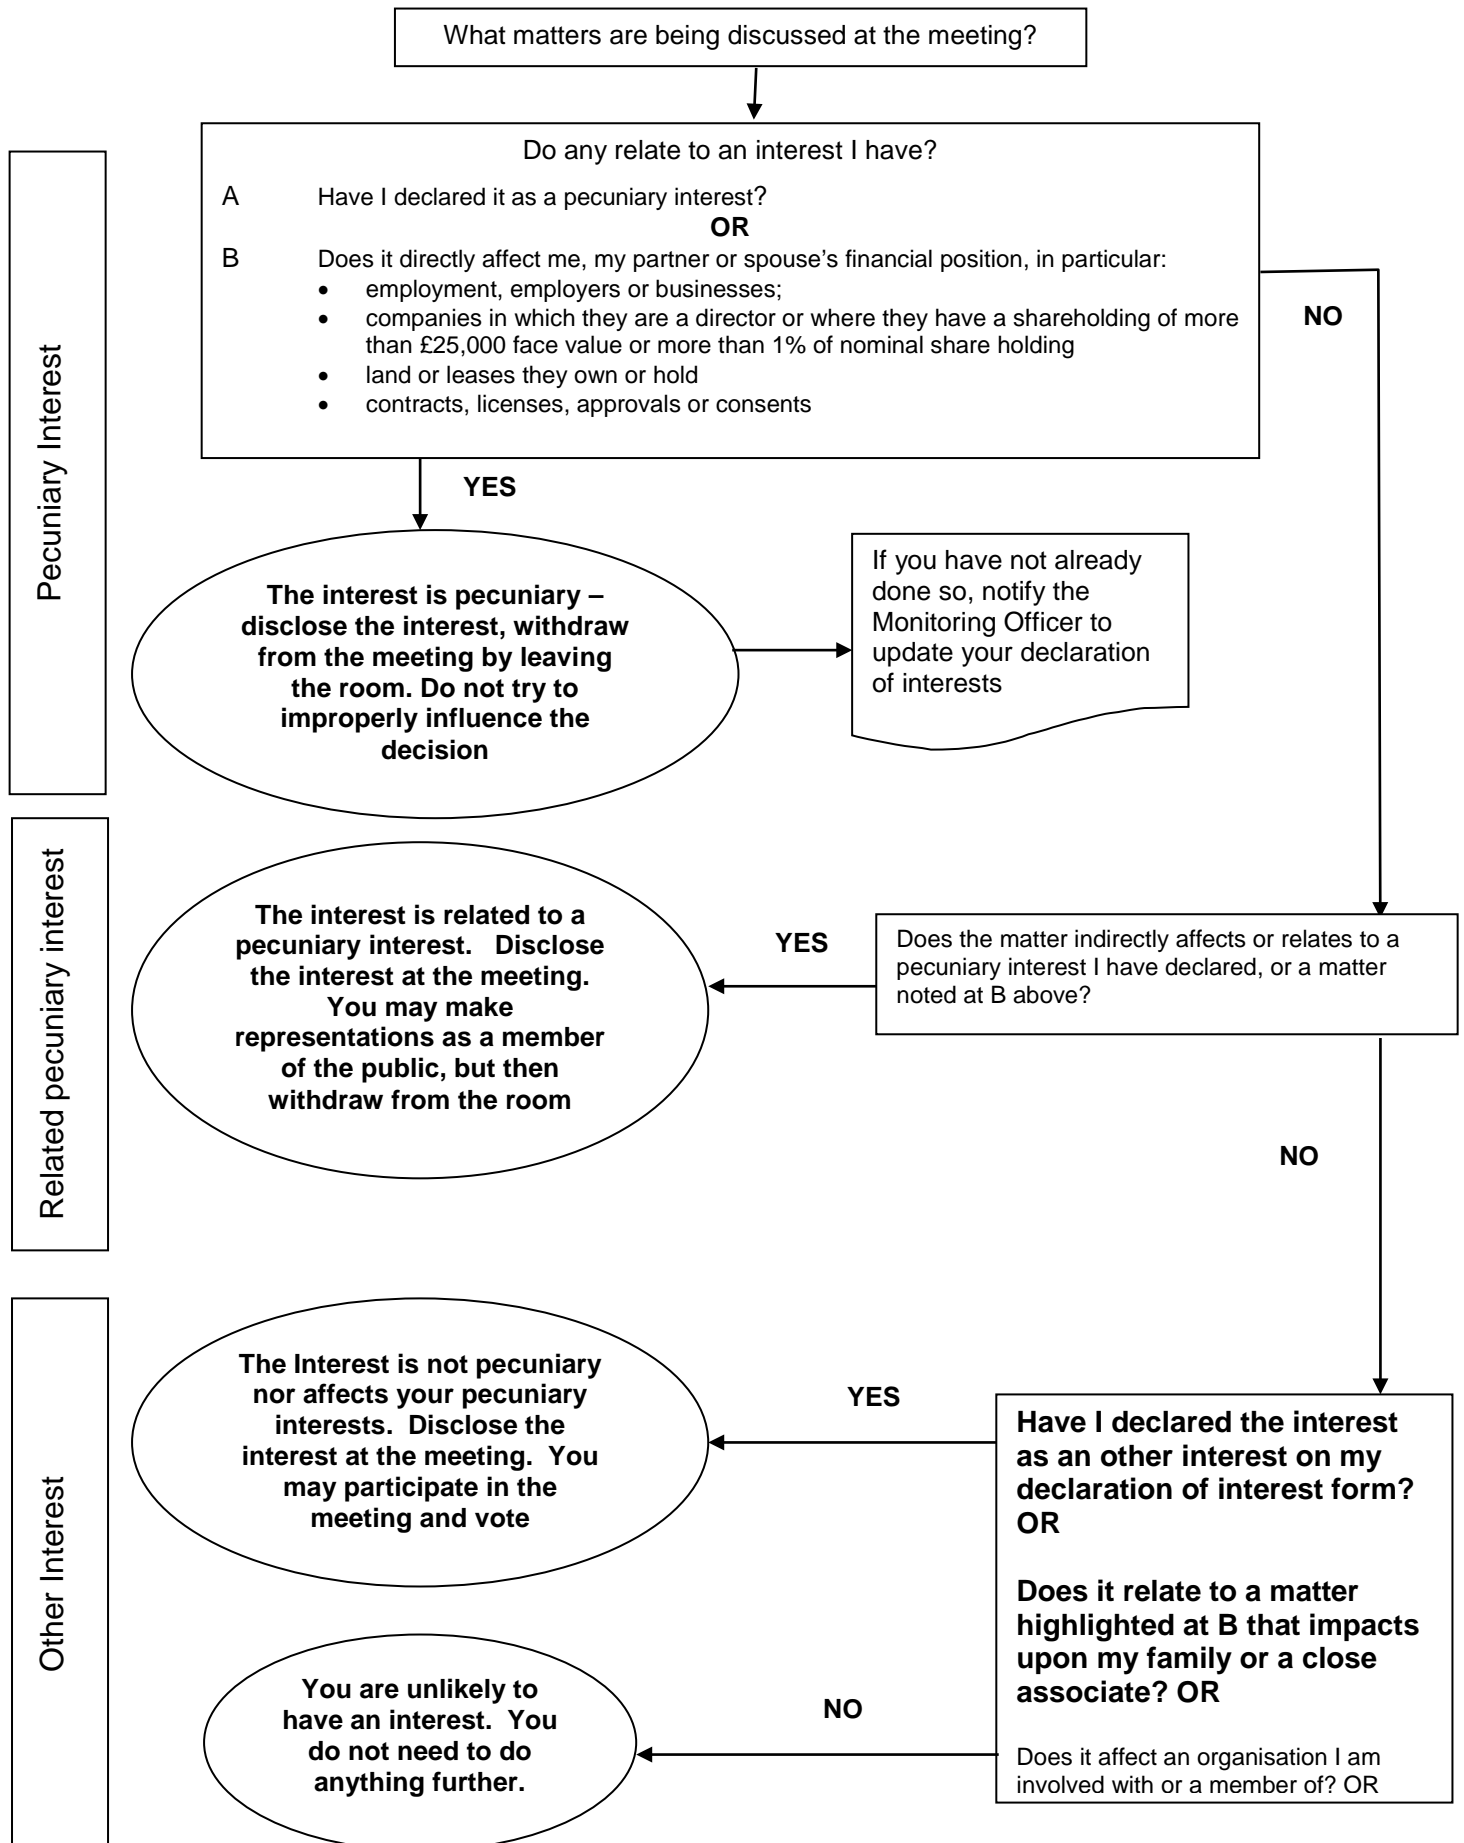 What matters are being discussed at the meeting?
Pecuniary Interest
Do any relate to an interest I have?
A Have I declared it as a pecuniary interest?
OR
B Does it directly affect me, my partner or spouse's financial position, in particular:
• employment, employers or businesses;
• companies in which they are a director or where they have a shareholding of more
than £25,000 face value or more than 1% of nominal share holding
• land or leases they own or hold
• contracts, licenses, approvals or consents
NO
YES
The interest is pecuniary –
disclose the interest, withdraw
from the meeting by leaving
the room. Do not try to
improperly influence the
decision
If you have not already
done so, notify the
Monitoring Officer to
update your declaration
of interests
Related pecuniary interest
The interest is related to a
pecuniary interest. Disclose
the interest at the meeting.
You may make
representations as a member
of the public, but then
withdraw from the room
YES
Does the matter indirectly affects or relates to a
pecuniary interest I have declared, or a matter
noted at B above?
NO
Other Interest
The Interest is not pecuniary
nor affects your pecuniary
interests. Disclose the
interest at the meeting. You
may participate in the
meeting and vote
YES
Have I declared the interest
as an other interest on my
declaration of interest form?
OR
Does it relate to a matter
highlighted at B that impacts
upon my family or a close
associate? OR
Does it affect an organisation I am
involved with or a member of? OR
NO
You are unlikely to
have an interest. You
do not need to do
anything further.